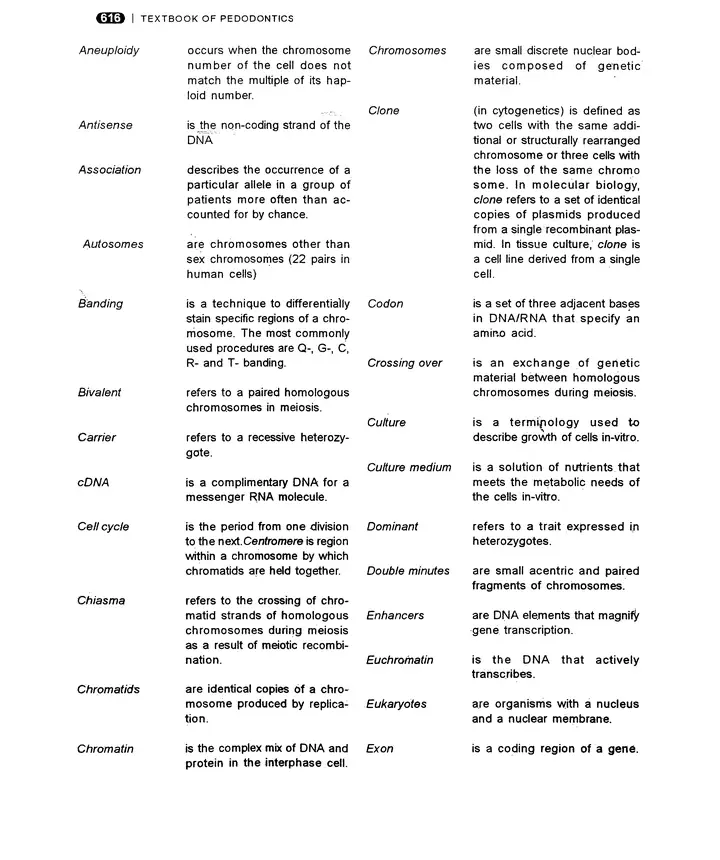 616 | TEXTBOOK OF PEDODONTICS
Aneuploidy occurs when the chromosome
number of the cell does not
match the multiple of its hap-
loid number.
Antisense is the non-coding strand of the
DNA
Association describes the occurrence of a
particular allele in a group of
patients more often than ac-
counted for by chance.
Autosomes are chromosomes other than
sex chromosomes (22 pairs in
human cells)
Banding is a technique to differentially
stain specific regions of a chro-
mosome. The most commonly
used procedures are Q-, G-, C,
R- and T- banding.
Bivalent refers to a paired homologous
chromosomes in meiosis.
Carrier refers to a recessive heterozy-
gote.
cDNA is a complimentary DNA for a
messenger RNA molecule.
Cell cycle is the period from one division
to the next.Centromere is region
within a chromosome by which
chromatids are held together.
Chiasma refers to the crossing of chro-
matid strands of homologous
chromosomes during meiosis
as a result of meiotic recombi-
nation.
Chromatids are identical copies of a chro-
mosome produced by replica-
tion.
Chromatin is the complex mix of DNA and
protein in the interphase cell.
Chromosomes are small discrete nuclear bod-
ies composed of genetic
material.
Clone (in cytogenetics) is defined as
two cells with the same addi-
tional or structurally rearranged
chromosome or three cells with
the loss of the same chromo
some. In molecular biology,
clone refers to a set of identical
copies of plasmids produced
from a single recombinant plas-
mid. In tissue culture, clone is
a cell line derived from a single
cell.
Codon is a set of three adjacent bases
in DNA/RNA that specify an
amino acid.
Crossing over is an exchange of genetic
material between homologous
chromosomes during meiosis.
Culture is a terminology used to
describe growth of cells in-vitro.
Culture medium is a solution of nutrients that
meets the metabolic needs of
the cells in-vitro.
Dominant refers to a trait expressed in
heterozygotes.
Double minutes are small acentric and paired
fragments of chromosomes.
Enhancers are DNA elements that magnify
gene transcription.
Euchromatin is the DNA that actively
transcribes.
Eukaryotes are organisms with a nucleus
and a nuclear membrane.
Exon is a coding region of a gene.